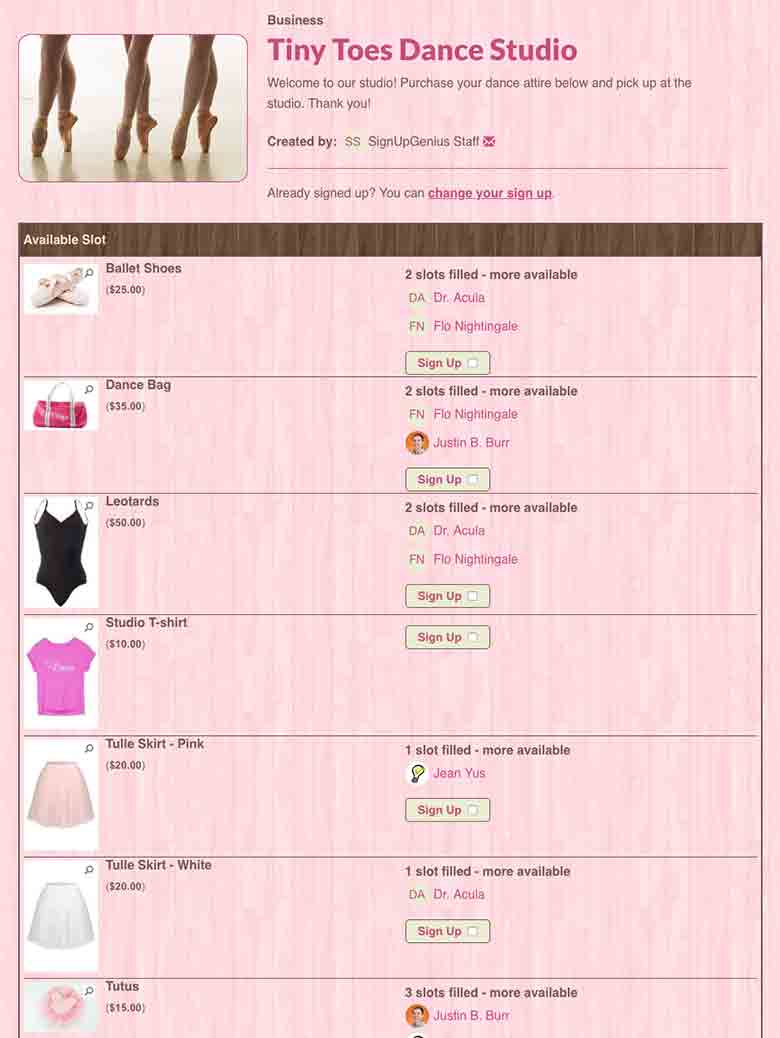 Business
Tiny Toes Dance Studio
Welcome to our studio! Purchase your dance attire below and pick up at the
studio. Thank you!
Created by: SS SignUpGenius Staff
Already signed up? You can change your sign up.
Available Slot
Ballet Shoes
($25.00)
2 slots filled - more available
DA Dr. Acula
FN Flo Nightingale
Sign Up
Dance Bag
($35.00)
2 slots filled - more available
FN Flo Nightingale
Justin B. Burr
Sign Up
Leotards
($50.00)
2 slots filled - more available
DA Dr. Acula
FN Flo Nightingale
Sign Up
Studio T-shirt
($10.00)
Sign Up
Tulle Skirt - Pink
($20.00)
1 slot filled - more available
Jean Yus
Sign Up
Tulle Skirt - White
($20.00)
1 slot filled - more available
DA Dr. Acula
Sign Up
Tutus
($15.00)
3 slots filled - more available
Justin B. Burr